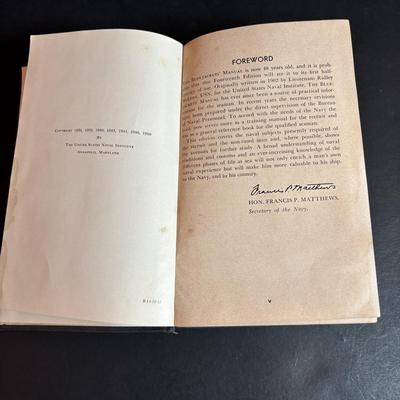 COPYRIGHT
BY
THE UNITED STATES NAVAL INSTITUTE
ANNAPOLIS, MARYLAND
FOREWORD
THE BLUEJACKETS' MANUAL is now 48 years old, and it is
that this Fourteenth Edition will see it to its first half-
century of use. Originally written in 1902 by Lieutenant Ridley
McLean, USN, for the United States Naval Institute, THE BLUE-
JACKETS' MANUAL has ever since been a source of practical infor-
mation for the seaman. In recent years the necessary revisions
have been prepared under the direct supervision of the Bureau
of Naval Personnel. To accord with the needs of the Navy the
book now serves more as a training manual for the recruit and
less as a general reference book for the qualified seaman.
This edition covers the naval subjects presently required of
the recruit and the non-rated man and, where possible, shows
the avenues for further study. A broad understanding of naval
traditions and customs and an ever-increasing knowledge of the
different phases of life at sea will not only enrich a man's own
naval experience but will make him more valuable to his ship,
to the Navy, and to his country.
Francis P. Matthews
HON. FRANCIS P. MATTHEWS,
Secretary of the Navy.
V